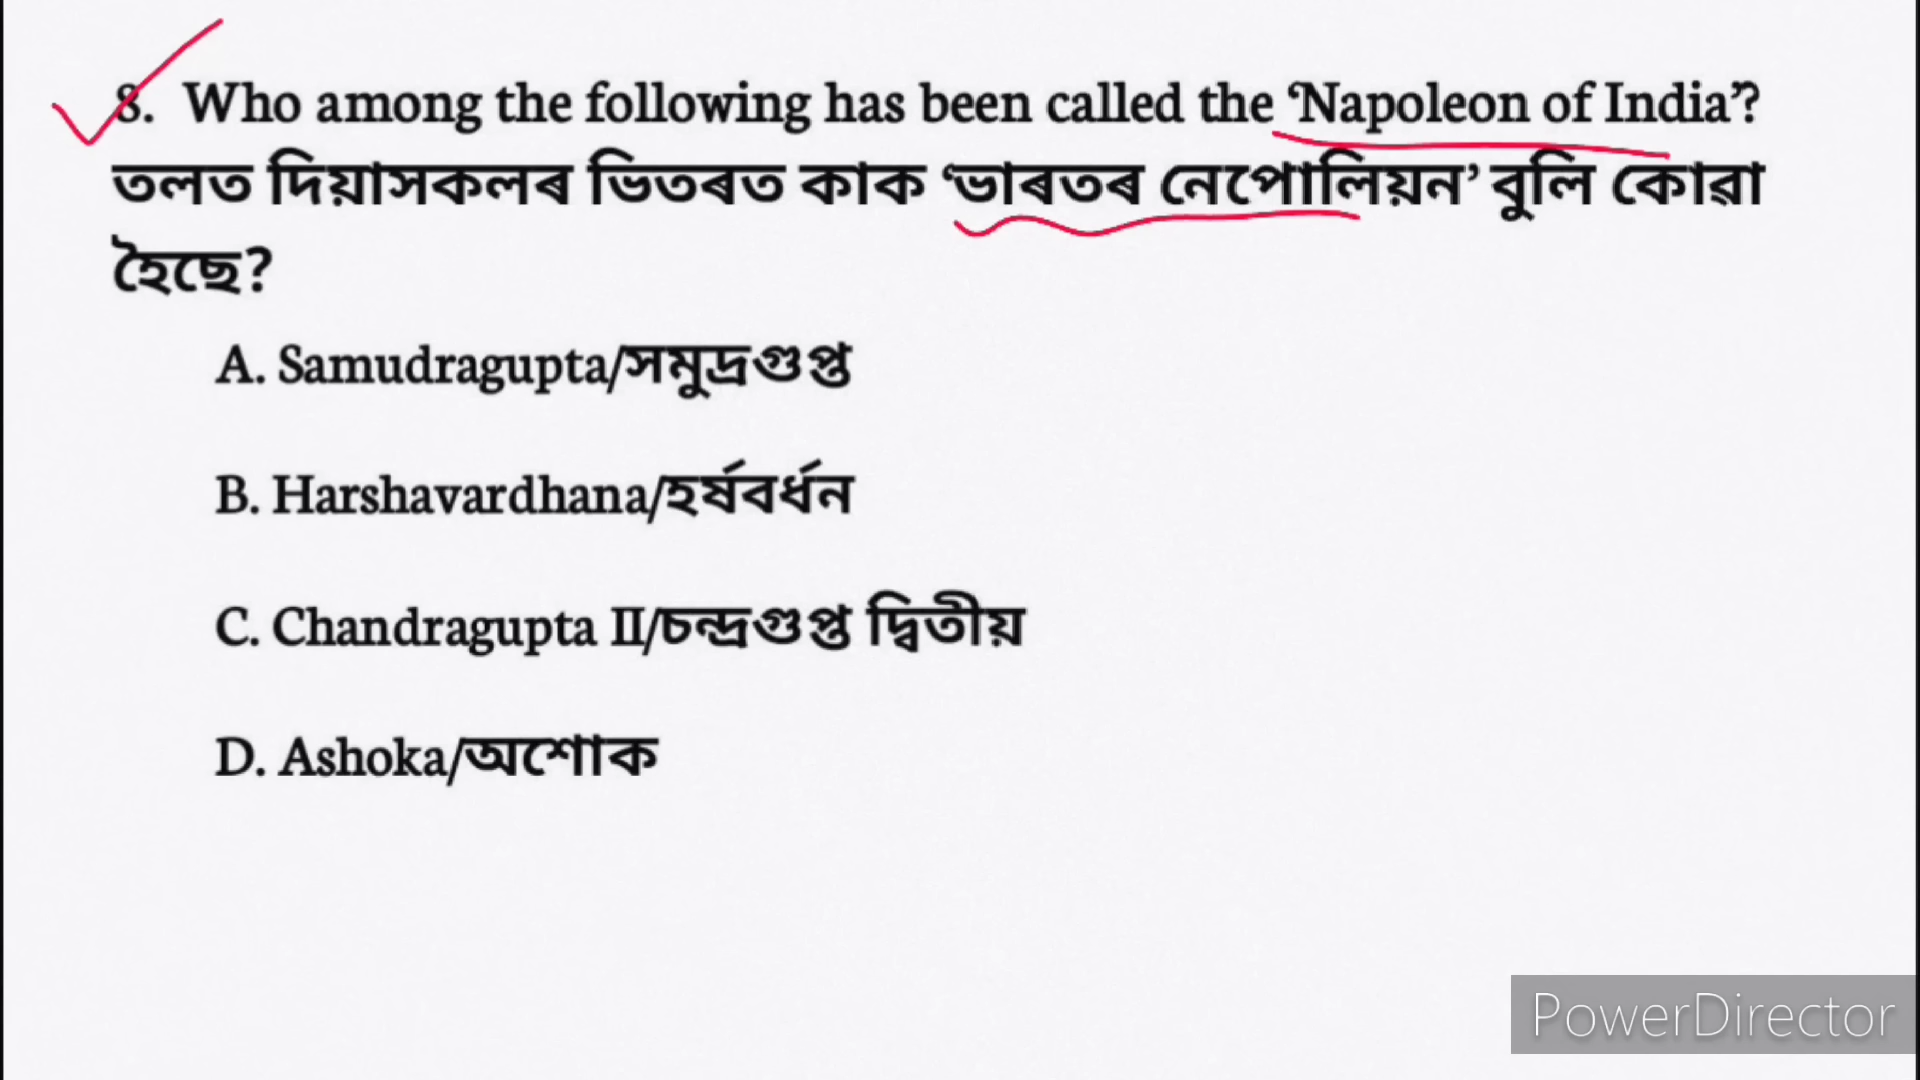 8. Who among the following has been called the ‘Napoleon of India’?
তলত দিয়াসকলৰ ভিতৰত কাক ‘ভাৰতৰ নেপোলিয়ন’ বুলি কোৱা
হৈছে?
A. Samudragupta/সমুদ্ৰগুপ্ত
B. Harshavardhana/হৰ্ষবৰ্ধন
C. Chandragupta II/চন্দ্ৰগুপ্ত দ্বিতীয়
D. Ashoka/অশোক
PowerDirector